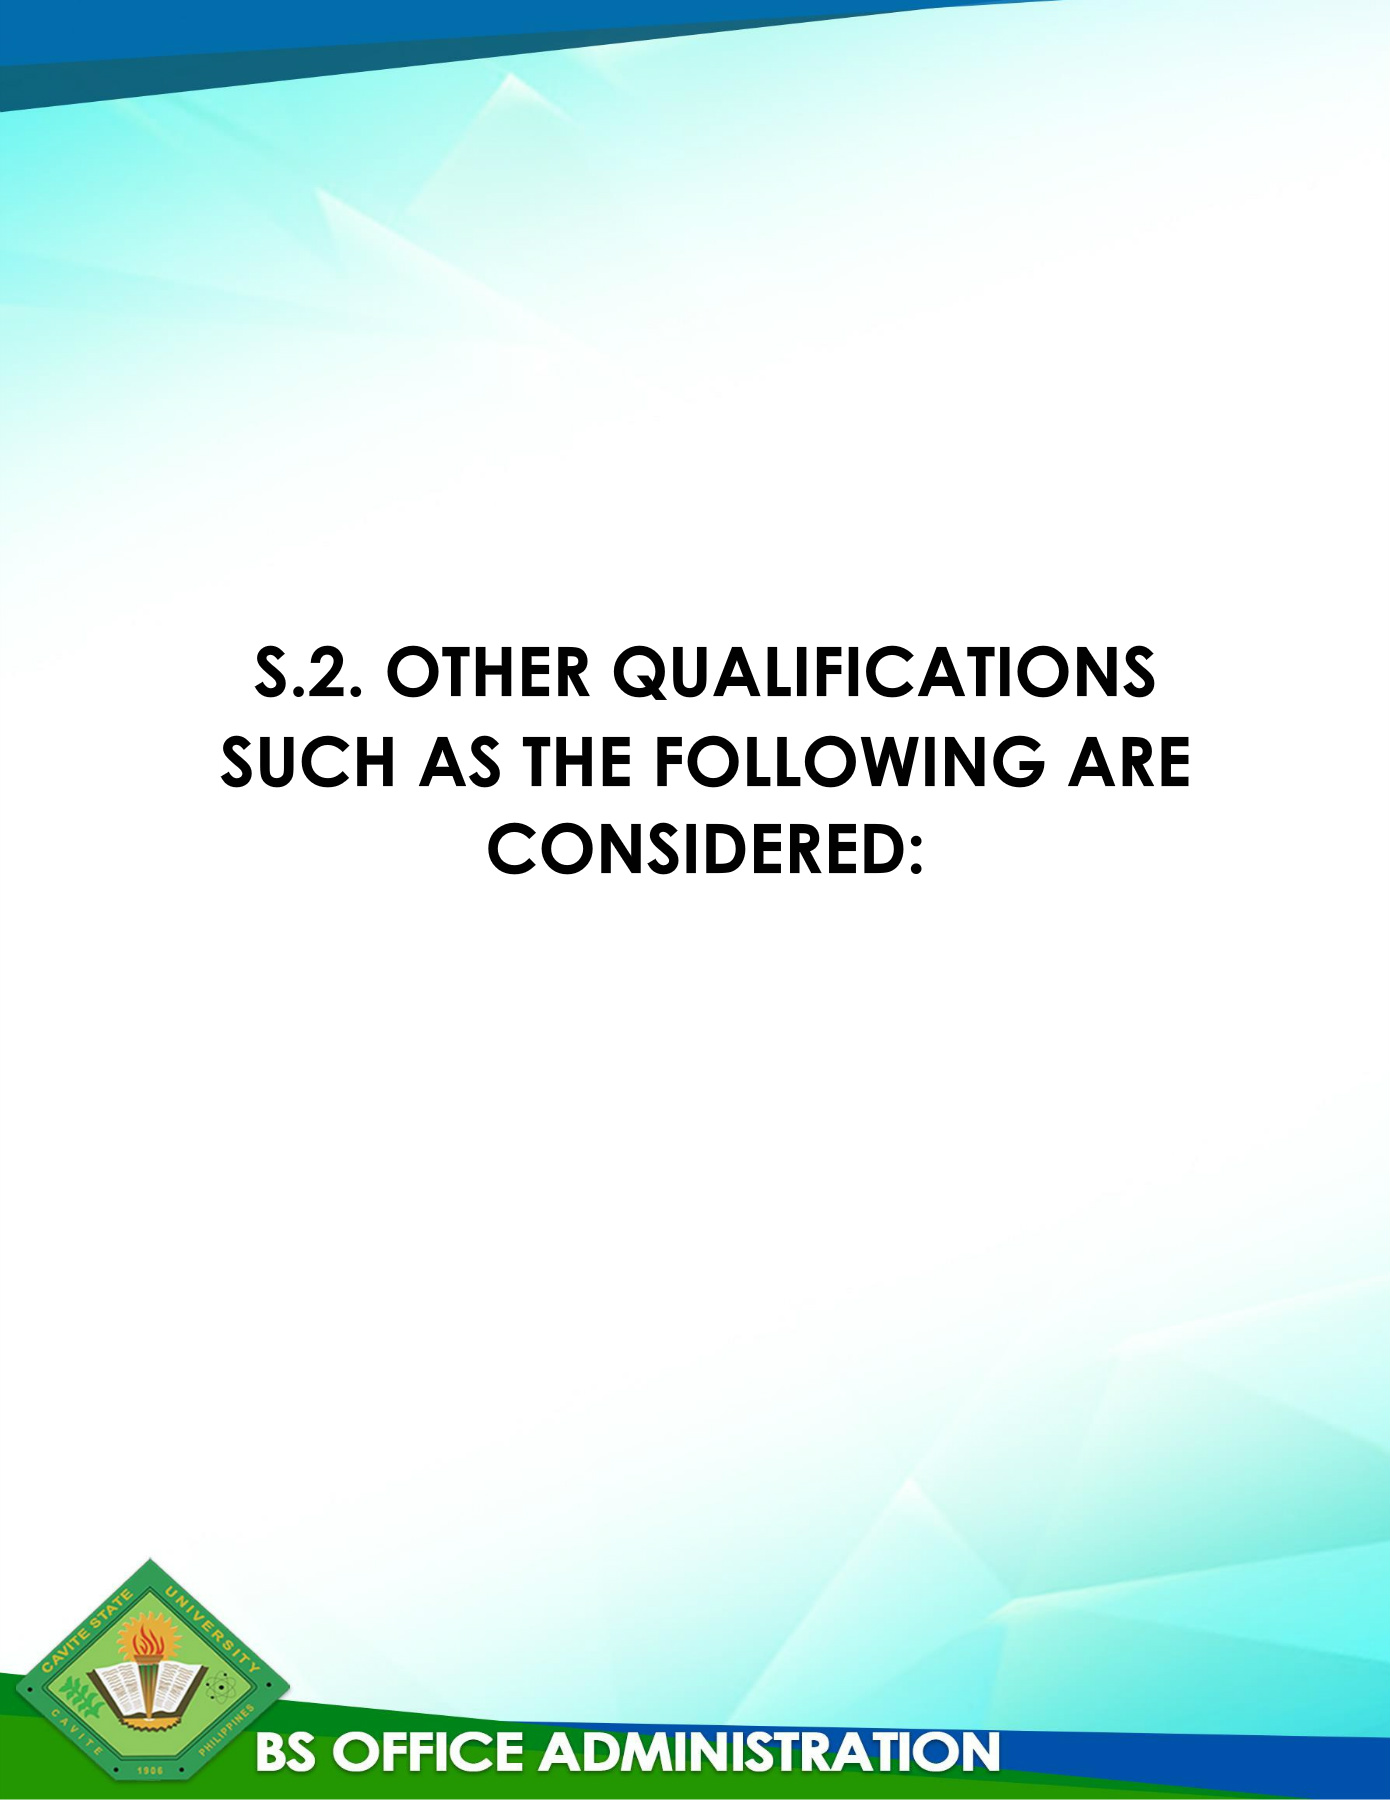 S.2. OTHER QUALIFICATIONS
SUCH AS THE FOLLOWING ARE
CONSIDERED:
CAVITE STATE UNIVERSITY
CAVITE PHILIPPINES
1906
BS OFFICE ADMINISTRATION